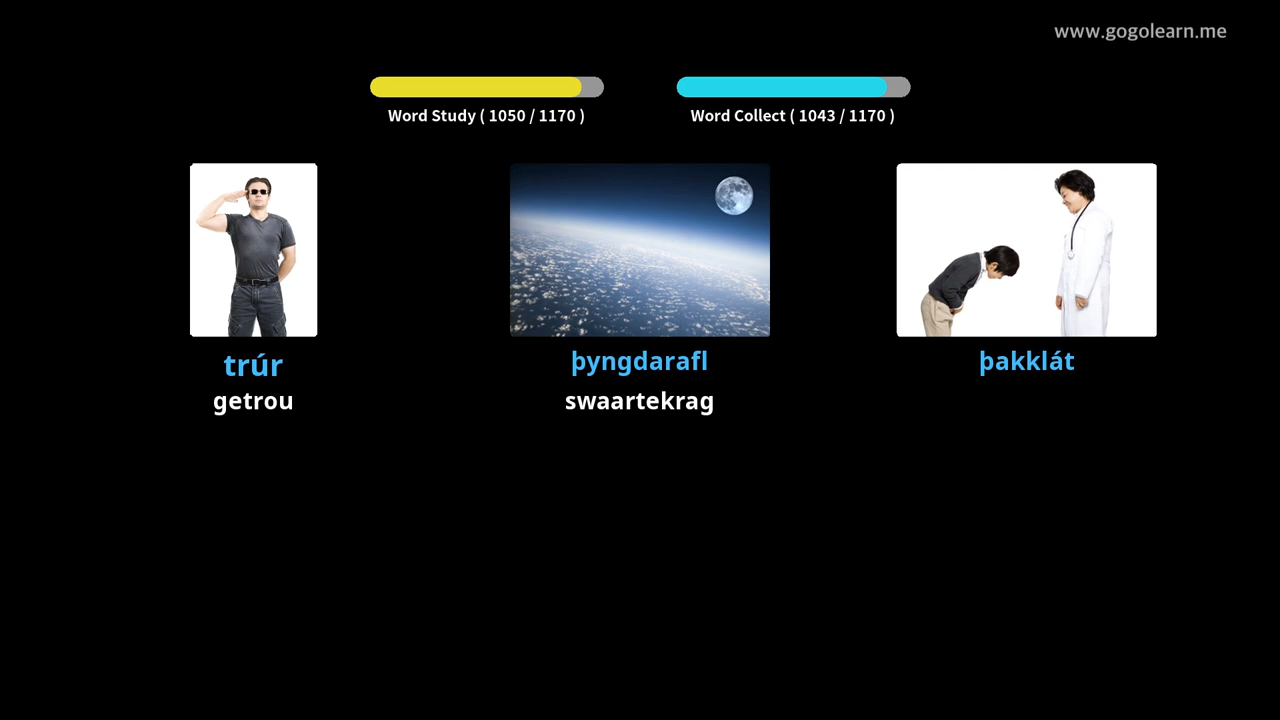 www.gogolearn.me
Word Study ( 1050 / 1170 )
Word Collect ( 1043 / 1170 )
trúr
getrou
þyngdarafl
swaartekrag
þakklát